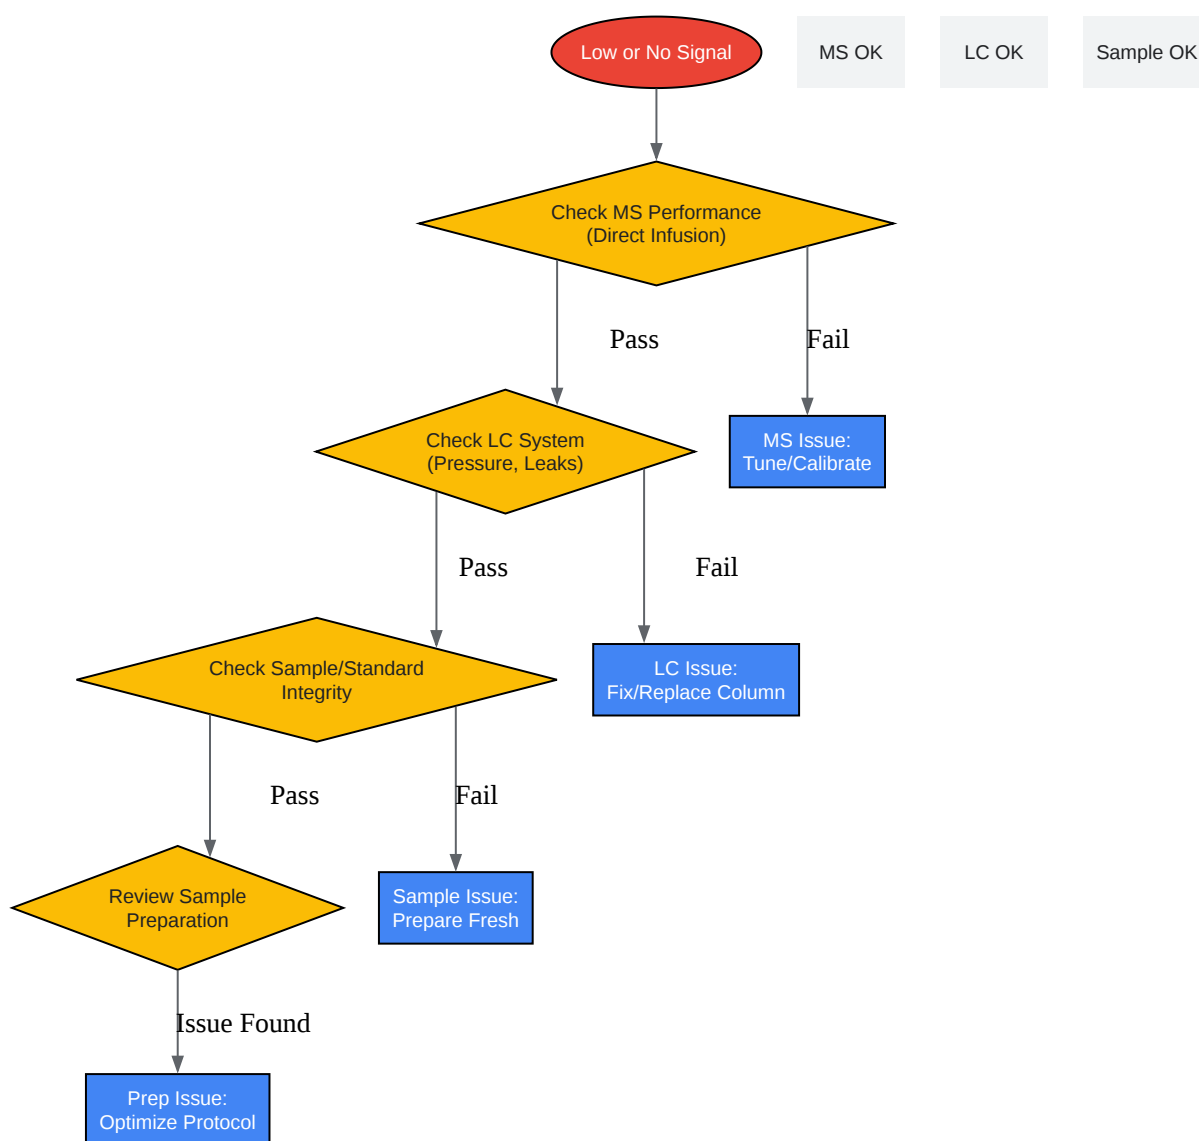 Low or No Signal
MS OK
LC OK
Sample OK
Check MS Performance
(Direct Infusion)
Pass
Fail
Check LC System
(Pressure, Leaks)
MS Issue:
Tune/Calibrate
Pass
Fail
Check Sample/Standard
Integrity
LC Issue:
Fix/Replace Column
Pass
Fail
Review Sample
Preparation
Sample Issue:
Prepare Fresh
Issue Found
Prep Issue:
Optimize Protocol